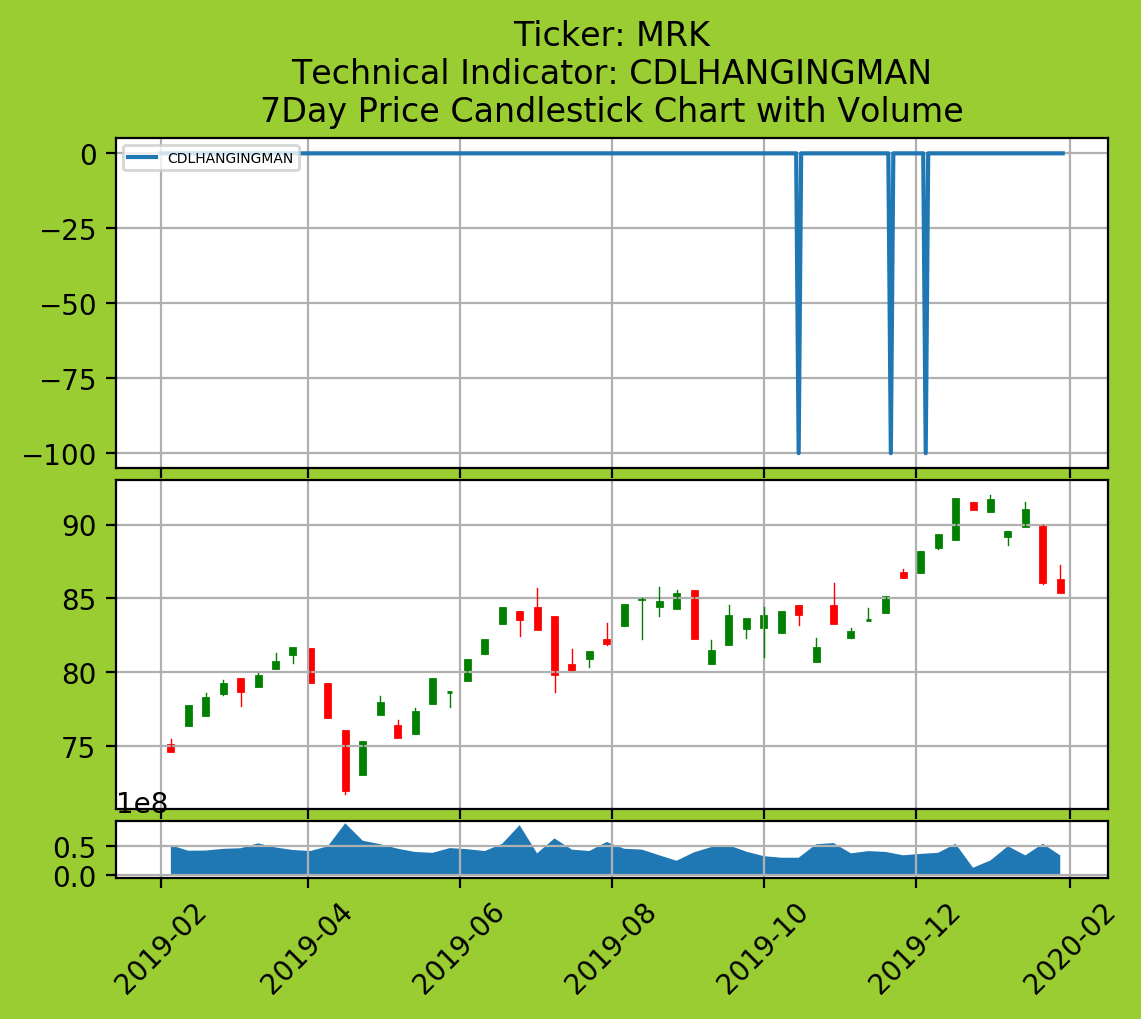 Ticker: MRK
Technical Indicator: CDLHANGINGMAN
7Day Price Candlestick Chart with Volume
CDLHANGINGMAN
0
−25
−50
−75
−100
90
85
80
75
1e8
0.5
0.0
2019-02 2019-04 2019-06 2019-08 2019-10 2019-12 2020-02